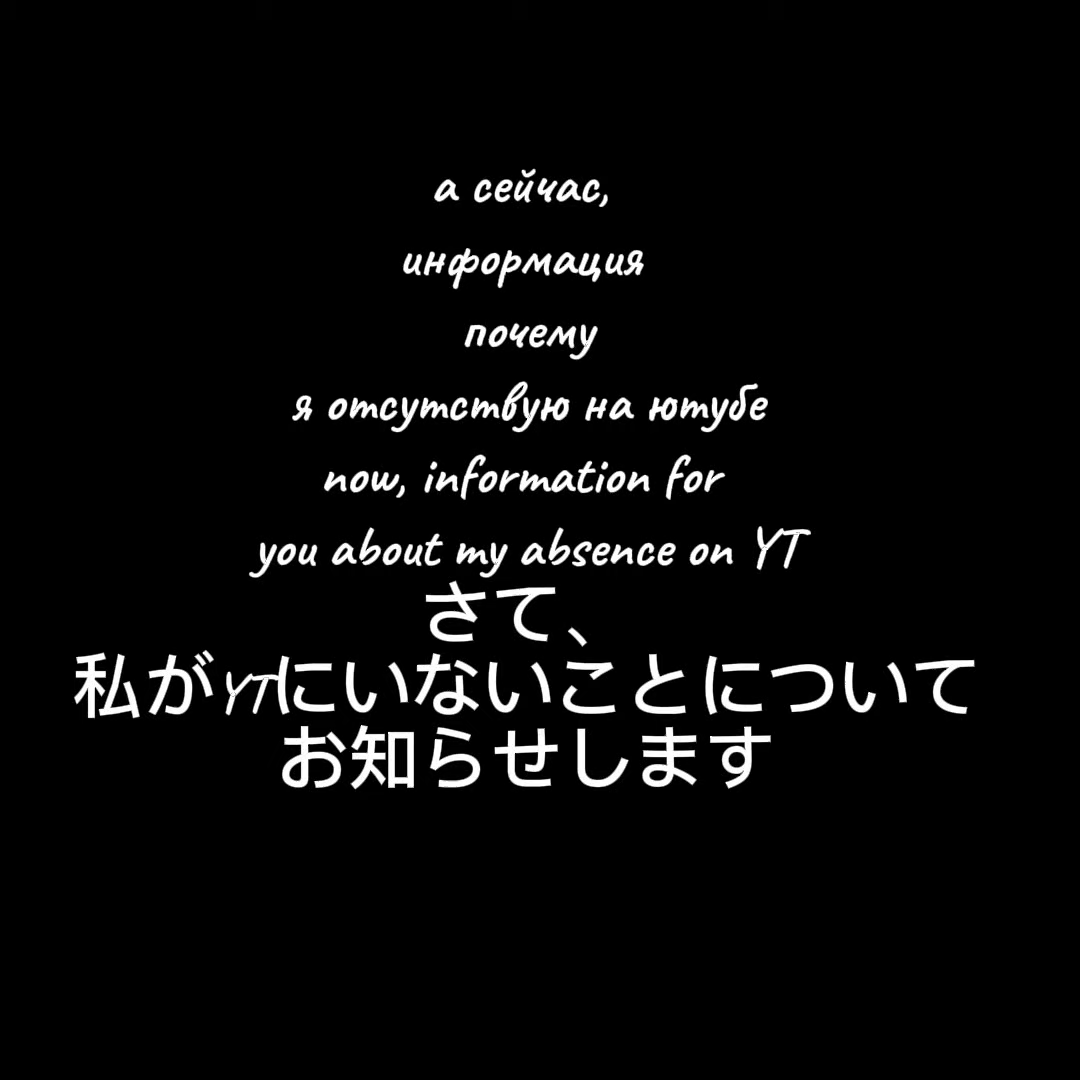 а сейчас,
информация
почему
я отсутствую на ютубе
now, information for
you about my absence on YT
さて、
私がYTにいないことについて
お知らせします